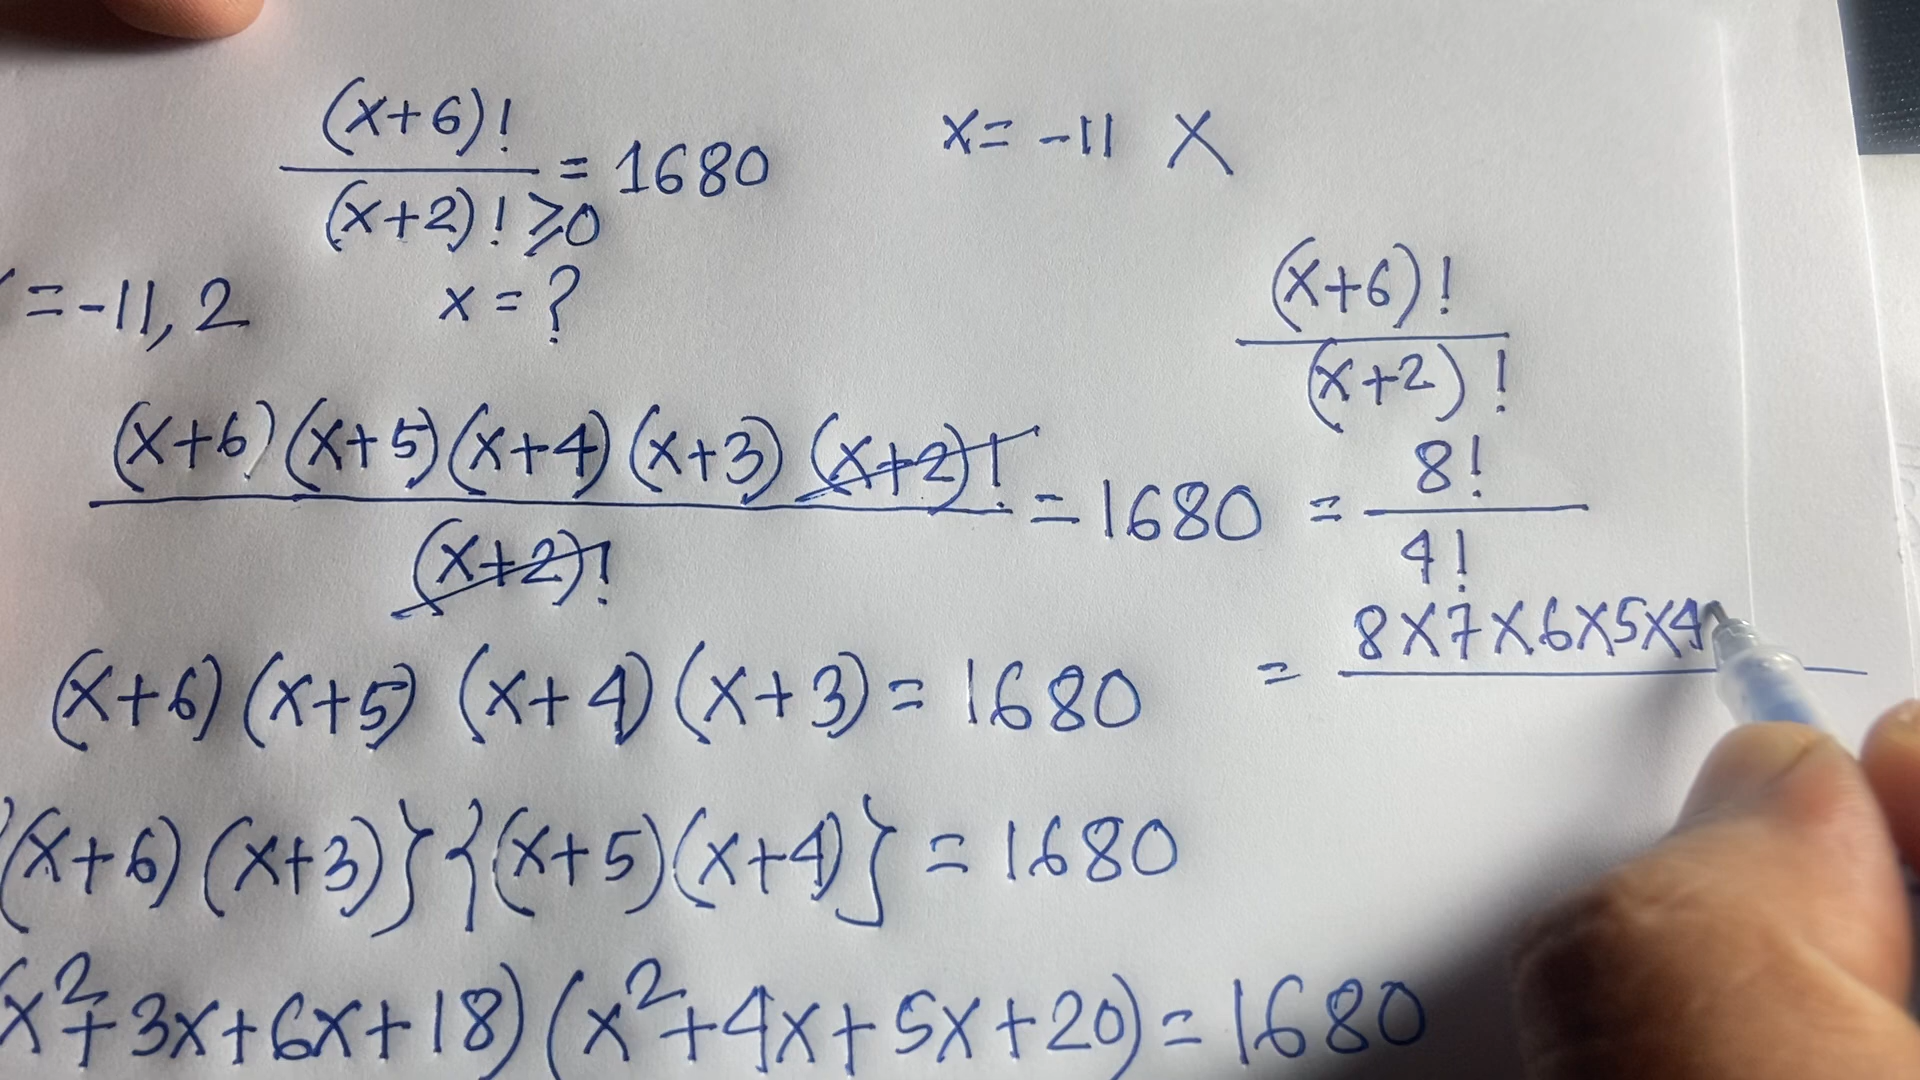 (x+6)!
(x+2)! ≥0
= 1680
x = -11 X
= -11, 2
x = ?
(x+6)!
(x+2)!
(x+6)(x+5)(x+4)(x+3)(x+2)!
(x+2)!
= 1680
= 8!
4!
= 8×7×6×5×4
(x+6)(x+5)(x+4)(x+3) = 1680
(x+6)(x+3)}{(x+5)(x+4)} = 1680
(x²+3x+6x+18)(x²+4x+5x+20) = 1680